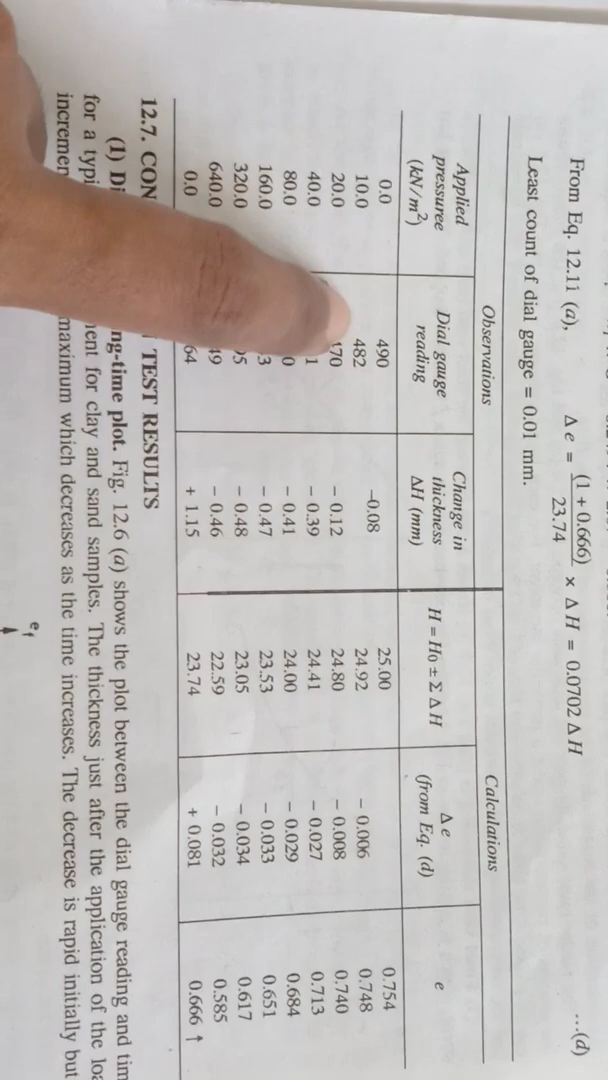 From Eq. 12.11 (a), Δe = (1 + 0.666) / 23.74 × ΔH = 0.0702 ΔH ...(d)
Least count of dial gauge = 0.01 mm.
Observations Calculations
Applied pressuree (kN/m²) Dial gauge reading Change in thickness ΔH (mm) H = H0 ± Σ ΔH Δe (from Eq. (d)) e
0.0 490 25.00 0.754
10.0 482 –0.08 24.92 – 0.006 0.748
20.0 – 0.12 24.80 – 0.008 0.740
40.0 – 0.39 24.41 – 0.027 0.713
80.0 – 0.41 24.00 – 0.029 0.684
160.0 – 0.47 23.53 – 0.033 0.651
320.0 – 0.48 23.05 – 0.034 0.617
640.0 – 0.46 22.59 – 0.032 0.585
0.0 + 1.15 23.74 + 0.081 0.666 ↑
12.7. TEST RESULTS
(1) plot. Fig. 12.6 (a) shows the plot between the dial gauge reading and
for a for clay and sand samples. The thickness just after the application of the
maximum which decreases as the time increases. The decrease is rapid initially but
ef